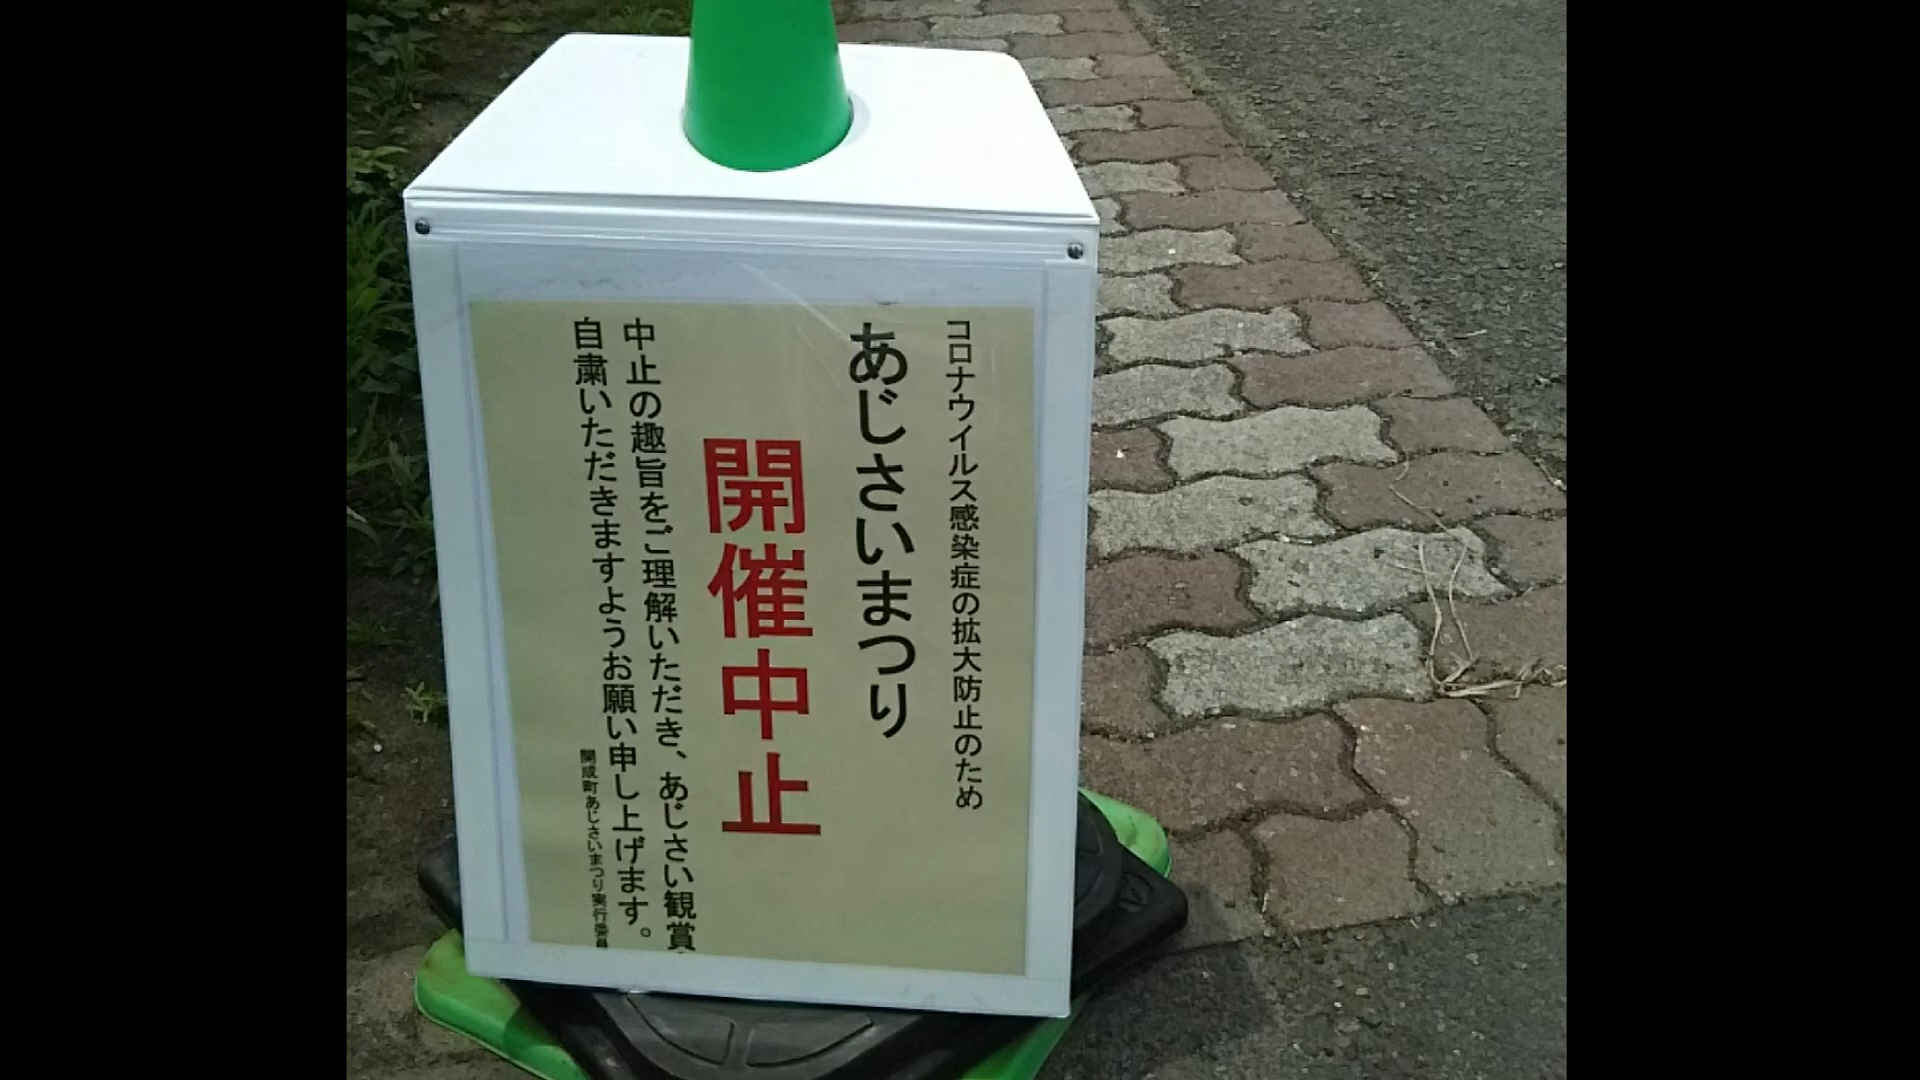 コロナウイルス感染症の拡大防止のため
あじさいまつり
開催中止
中止の趣旨をご理解いただき、あじさい観賞
自粛いただきますようお願い申し上げます。
開成町あじさいまつり実行委員